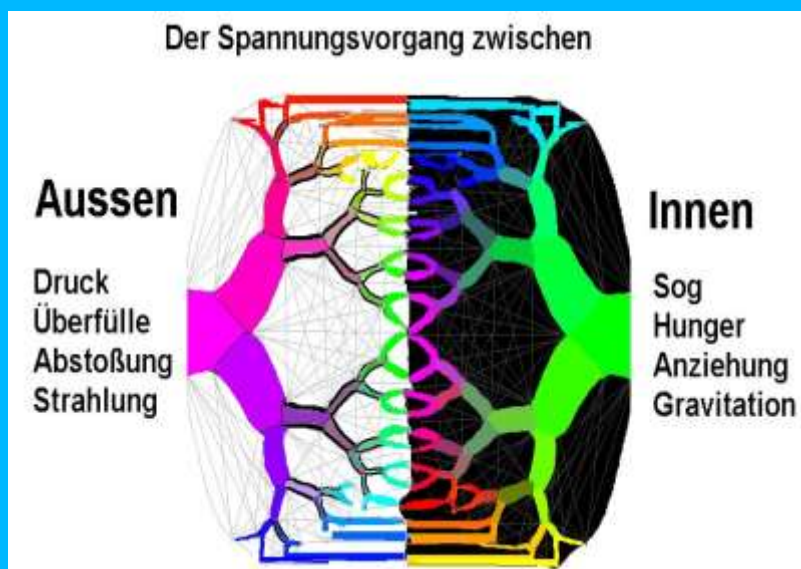 Der Spannungsvorgang zwischen
Aussen
Druck
Überfülle
Abstoßung
Strahlung
Innen
Sog
Hunger
Anziehung
Gravitation